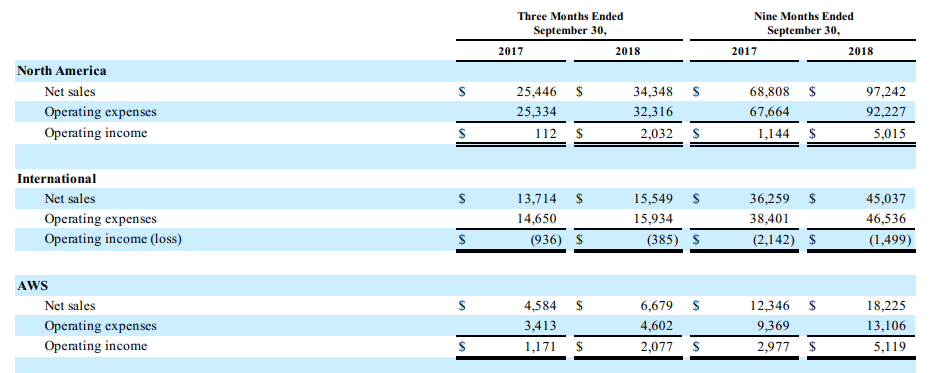 Three Months Ended Nine Months Ended
September 30, September 30,
2017 2018 2017 2018
North America
Net sales $ 25,446 $ 34,348 $ 68,808 $ 97,242
Operating expenses 25,334 32,316 67,664 92,227
Operating income $ 112 $ 2,032 $ 1,144 $ 5,015
International
Net sales $ 13,714 $ 15,549 $ 36,259 $ 45,037
Operating expenses 14,650 15,934 38,401 46,536
Operating income (loss) $ (936) $ (385) $ (2,142) $ (1,499)
AWS
Net sales $ 4,584 $ 6,679 $ 12,346 $ 18,225
Operating expenses 3,413 4,602 9,369 13,106
Operating income $ 1,171 $ 2,077 $ 2,977 $ 5,119